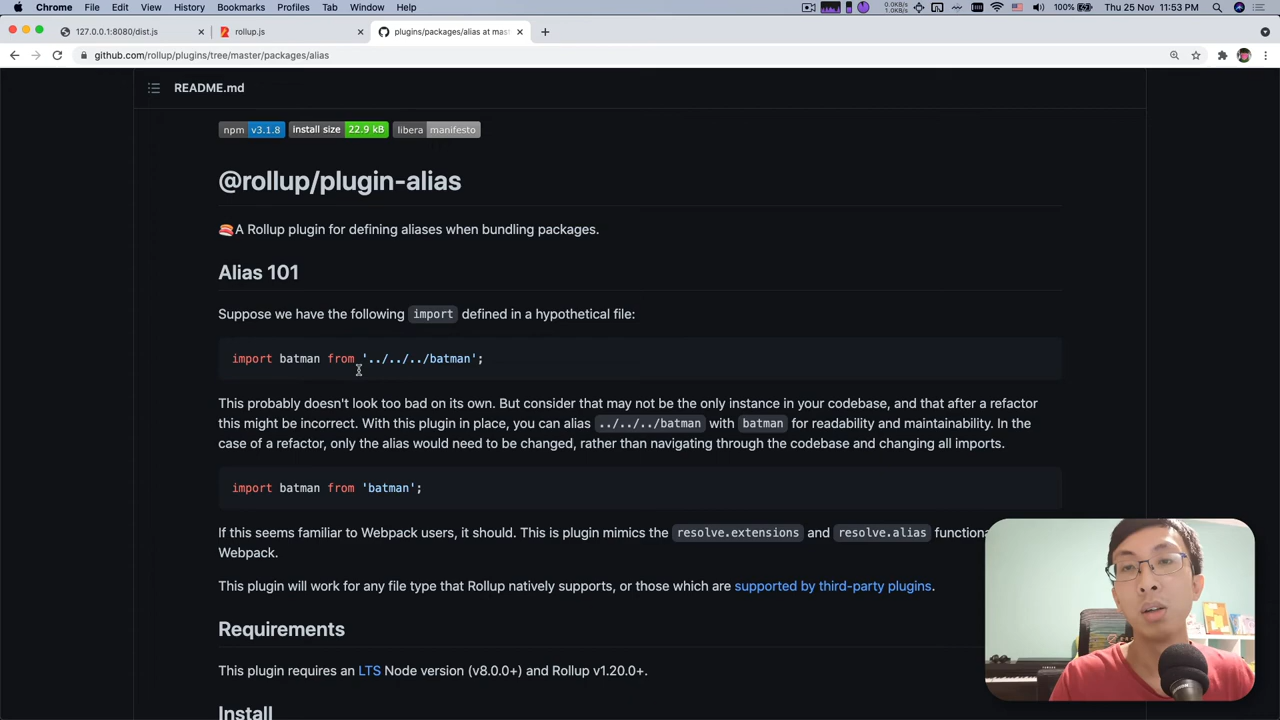 Chrome File Edit View History Bookmarks Profiles Tab Window Help
0.0KB/s
1.0KB/s
100%
Thu 25 Nov 11:53 PM
127.0.0.1:8080/dist.js
rollup.js
plugins/packages/alias at mas
github.com/rollup/plugins/tree/master/packages/alias
README.md
npm v3.1.8 install size 22.9 kB libera manifesto
@rollup/plugin-alias
🍣A Rollup plugin for defining aliases when bundling packages.
Alias 101
Suppose we have the following import defined in a hypothetical file:
import batman from '../../../batman';
This probably doesn't look too bad on its own. But consider that may not be the only instance in your codebase, and that after a refactor
this might be incorrect. With this plugin in place, you can alias ../../../batman with batman for readability and maintainability. In the
case of a refactor, only the alias would need to be changed, rather than navigating through the codebase and changing all imports.
import batman from 'batman';
If this seems familiar to Webpack users, it should. This is plugin mimics the resolve.extensions and resolve.alias functiona
Webpack.
This plugin will work for any file type that Rollup natively supports, or those which are supported by third-party plugins.
Requirements
This plugin requires an LTS Node version (v8.0.0+) and Rollup v1.20.0+.
Install